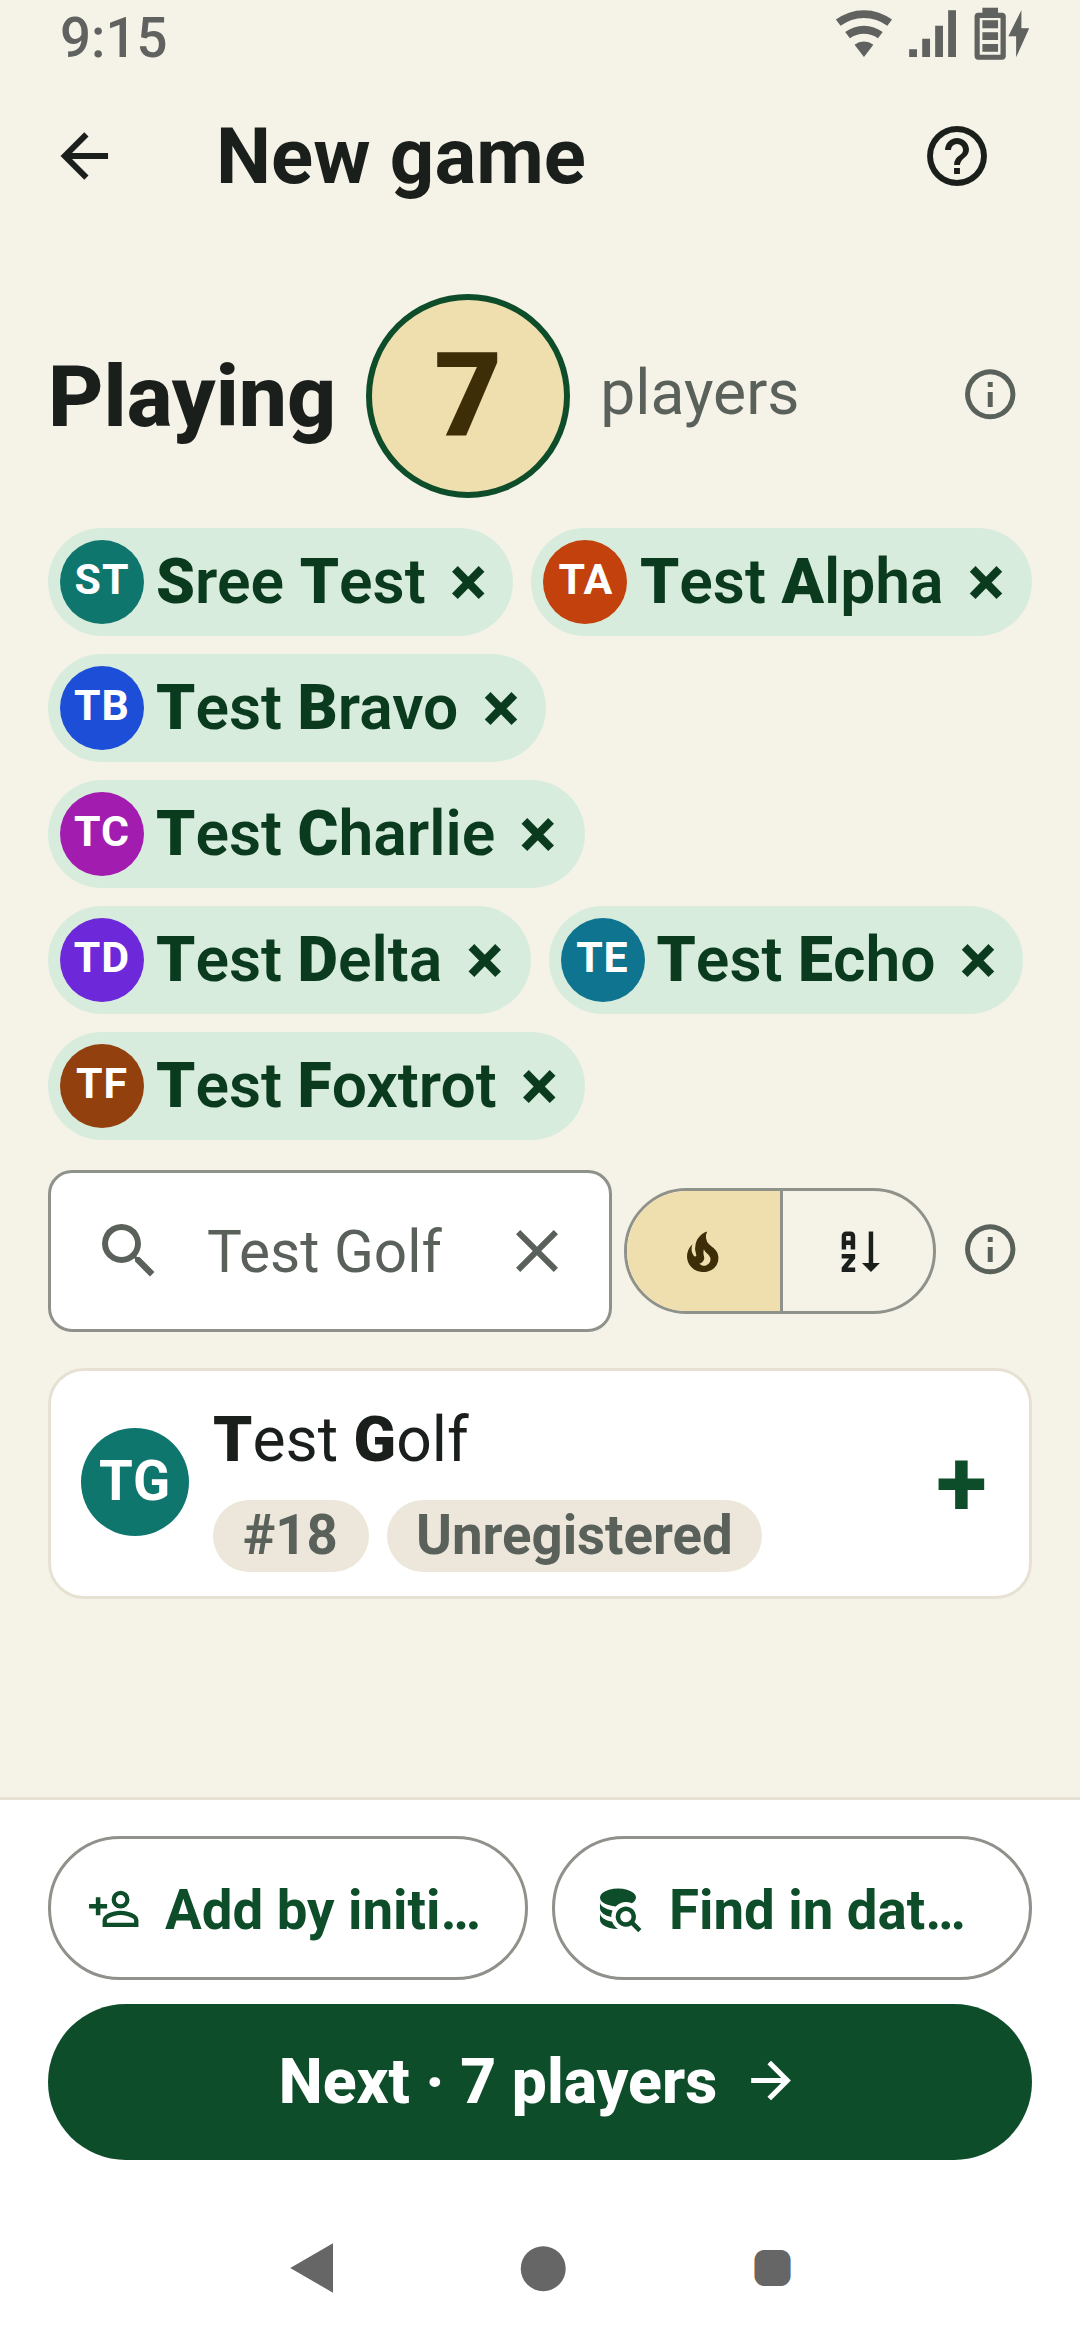 9:15
New game
Playing 7 players
ST Sree Test × TA Test Alpha ×
TB Test Bravo ×
TC Test Charlie ×
TD Test Delta × TE Test Echo ×
TF Test Foxtrot ×
Test Golf
A
Z
Test Golf
TG
#18 Unregistered
Add by initi... Find in dat...
Next · 7 players →